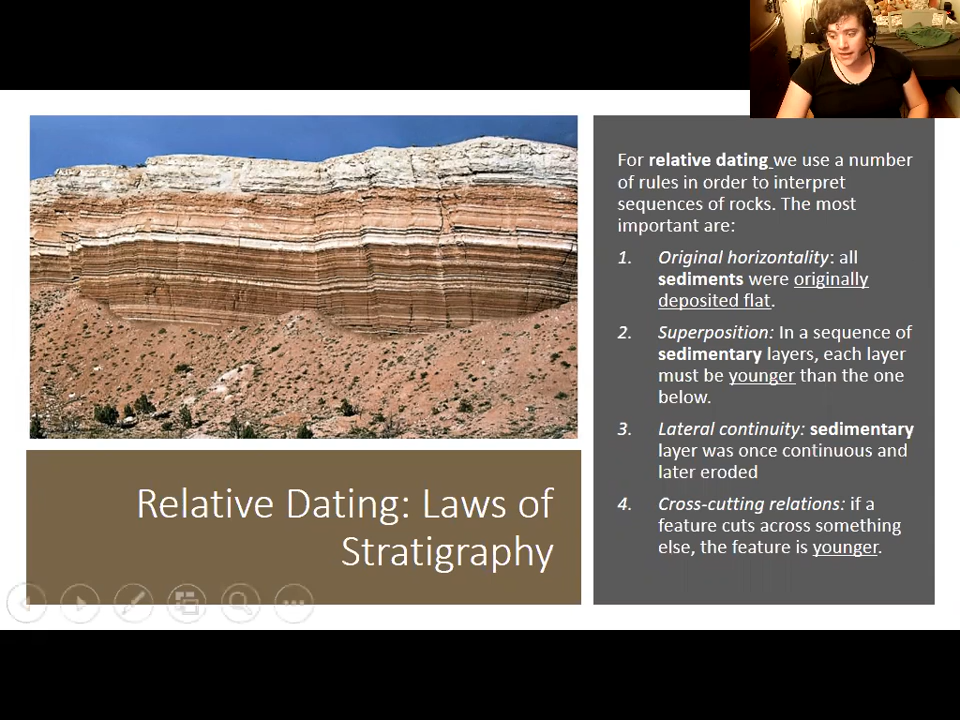 For relative dating we use a number
of rules in order to interpret
sequences of rocks. The most
important are:
1. Original horizontality: all
sediments were originally
deposited flat.
2. Superposition: In a sequence of
sedimentary layers, each layer
must be younger than the one
below.
3. Lateral continuity: sedimentary
layer was once continuous and
later eroded
4. Cross-cutting relations: if a
feature cuts across something
else, the feature is younger.
Relative Dating: Laws of
Stratigraphy